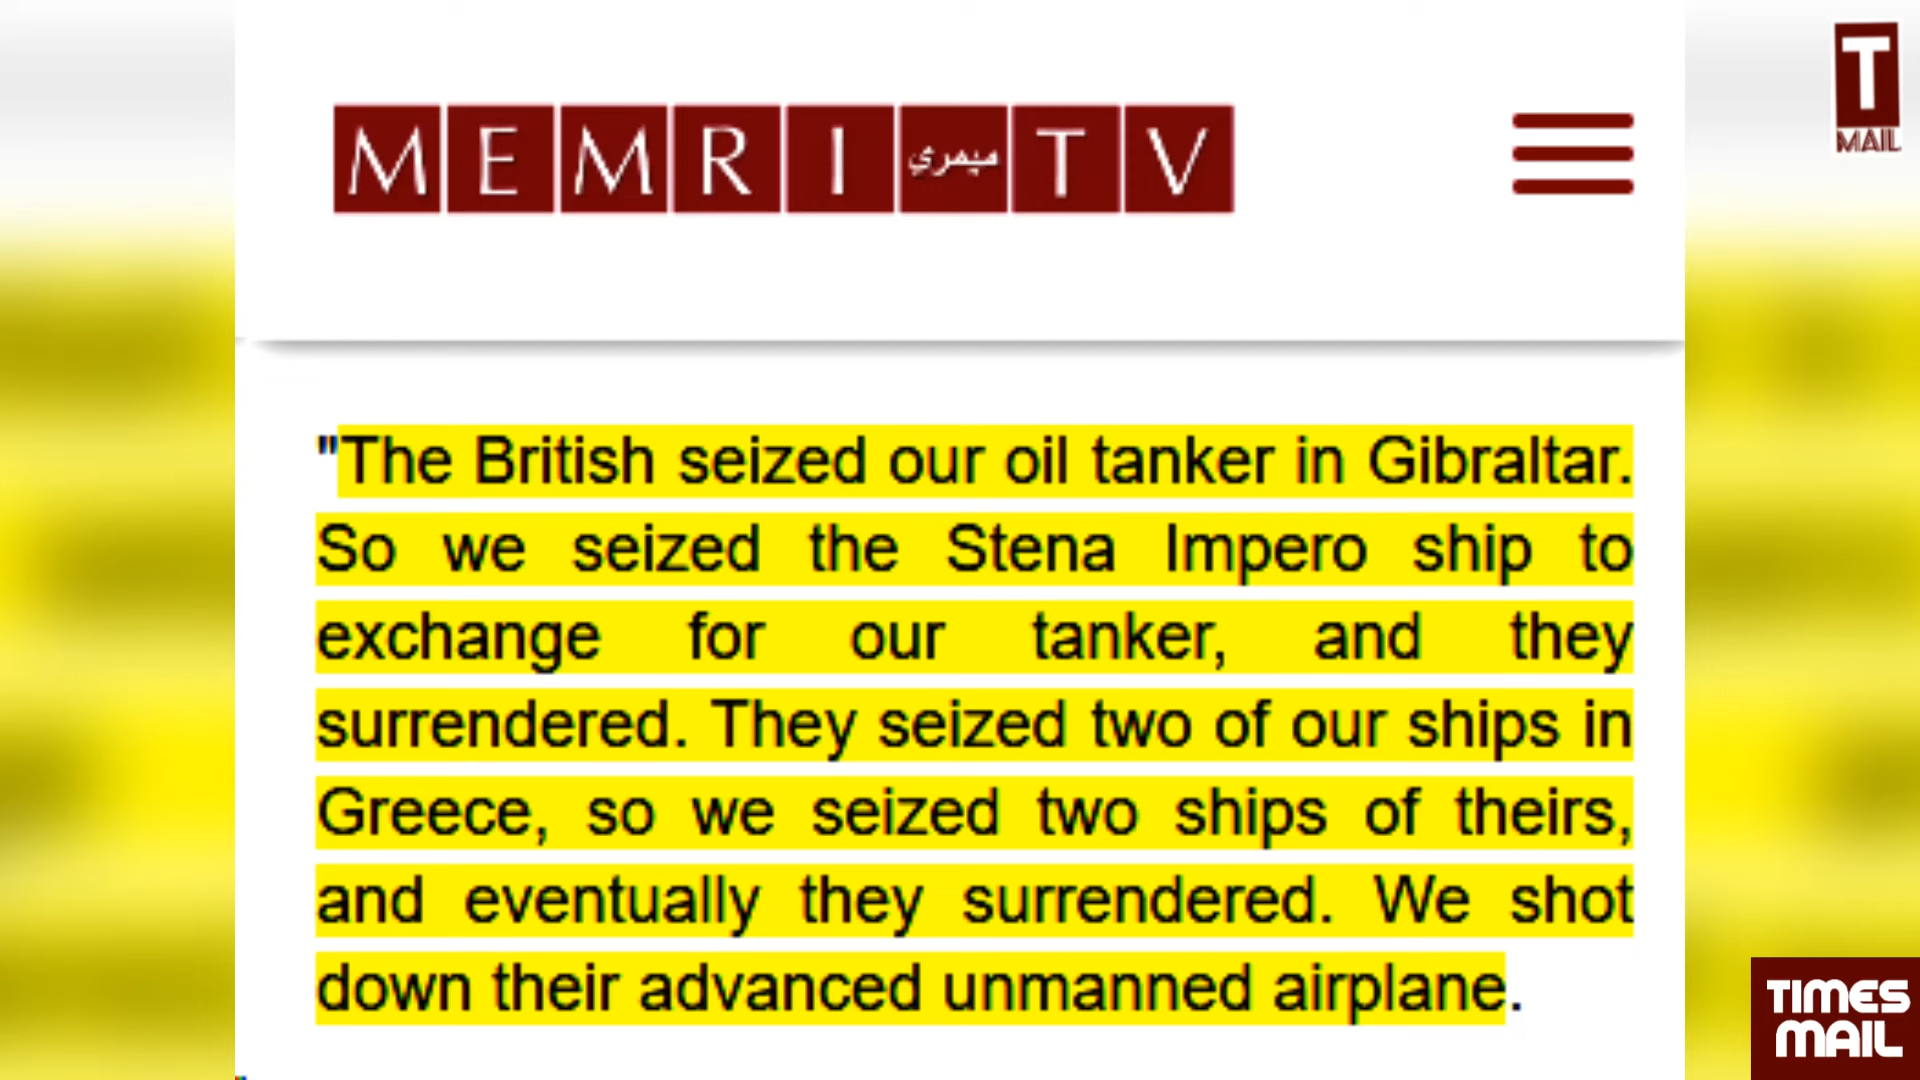 MEMRI ميمري TV
T
MAIL
"The British seized our oil tanker in Gibraltar.
So we seized the Stena Impero ship to
exchange for our tanker, and they
surrendered. They seized two of our ships in
Greece, so we seized two ships of theirs,
and eventually they surrendered. We shot
down their advanced unmanned airplane.
TIMES
MAIL